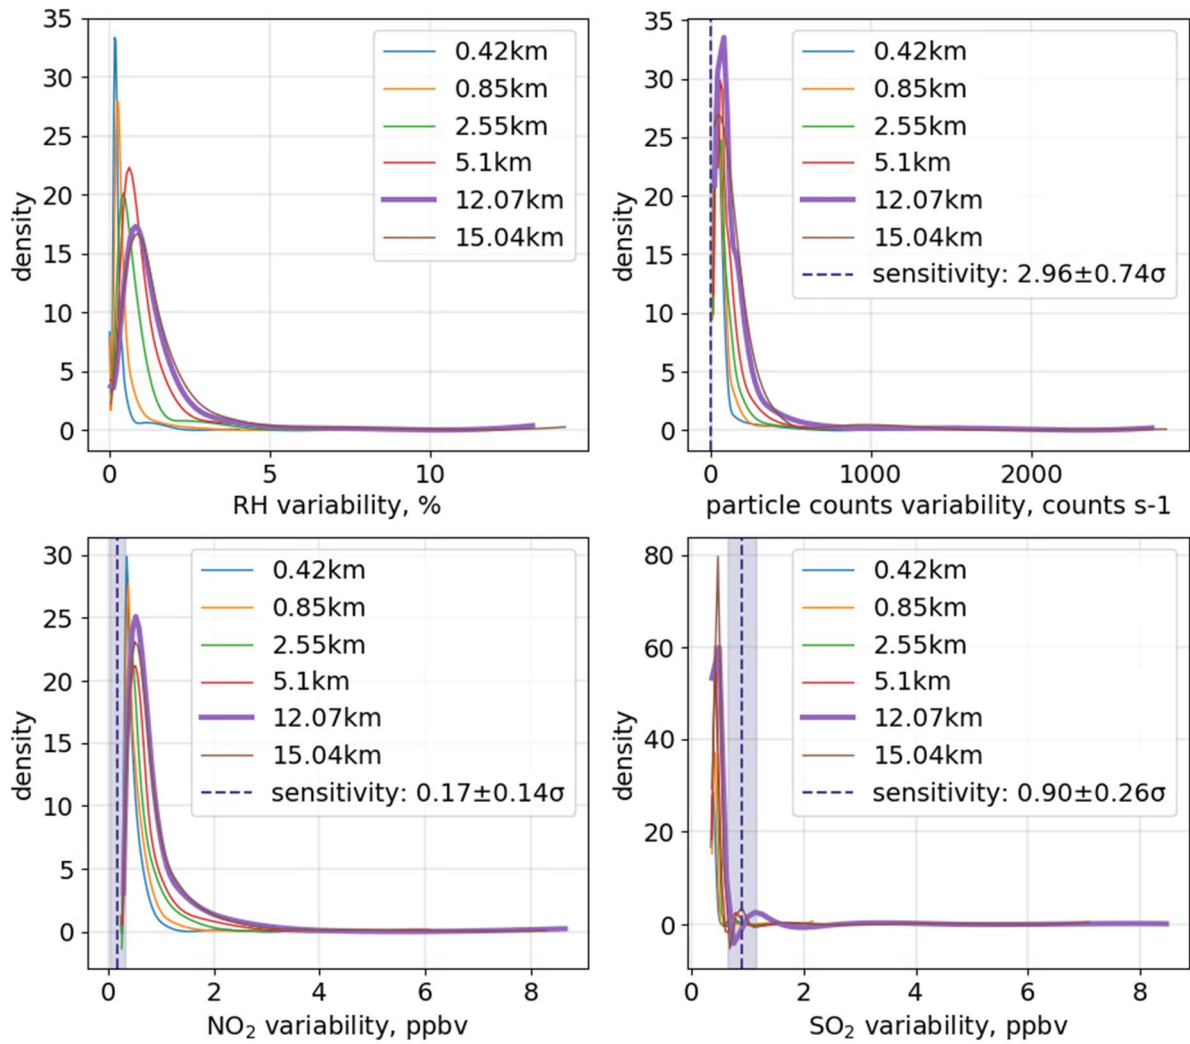 35
30
25
20
15
10
5
0
density
0 5 10
RH variability, %
0.42km
0.85km
2.55km
5.1km
12.07km
15.04km
35
30
25
20
15
10
5
0
density
0 1000 2000
particle counts variability, counts s-1
0.42km
0.85km
2.55km
5.1km
12.07km
15.04km
sensitivity: 2.96±0.74σ
30
25
20
15
10
5
0
density
0 2 4 6 8
NO₂ variability, ppbv
0.42km
0.85km
2.55km
5.1km
12.07km
15.04km
sensitivity: 0.17±0.14σ
80
60
40
20
0
density
0 2 4 6 8
SO₂ variability, ppbv
0.42km
0.85km
2.55km
5.1km
12.07km
15.04km
sensitivity: 0.90±0.26σ